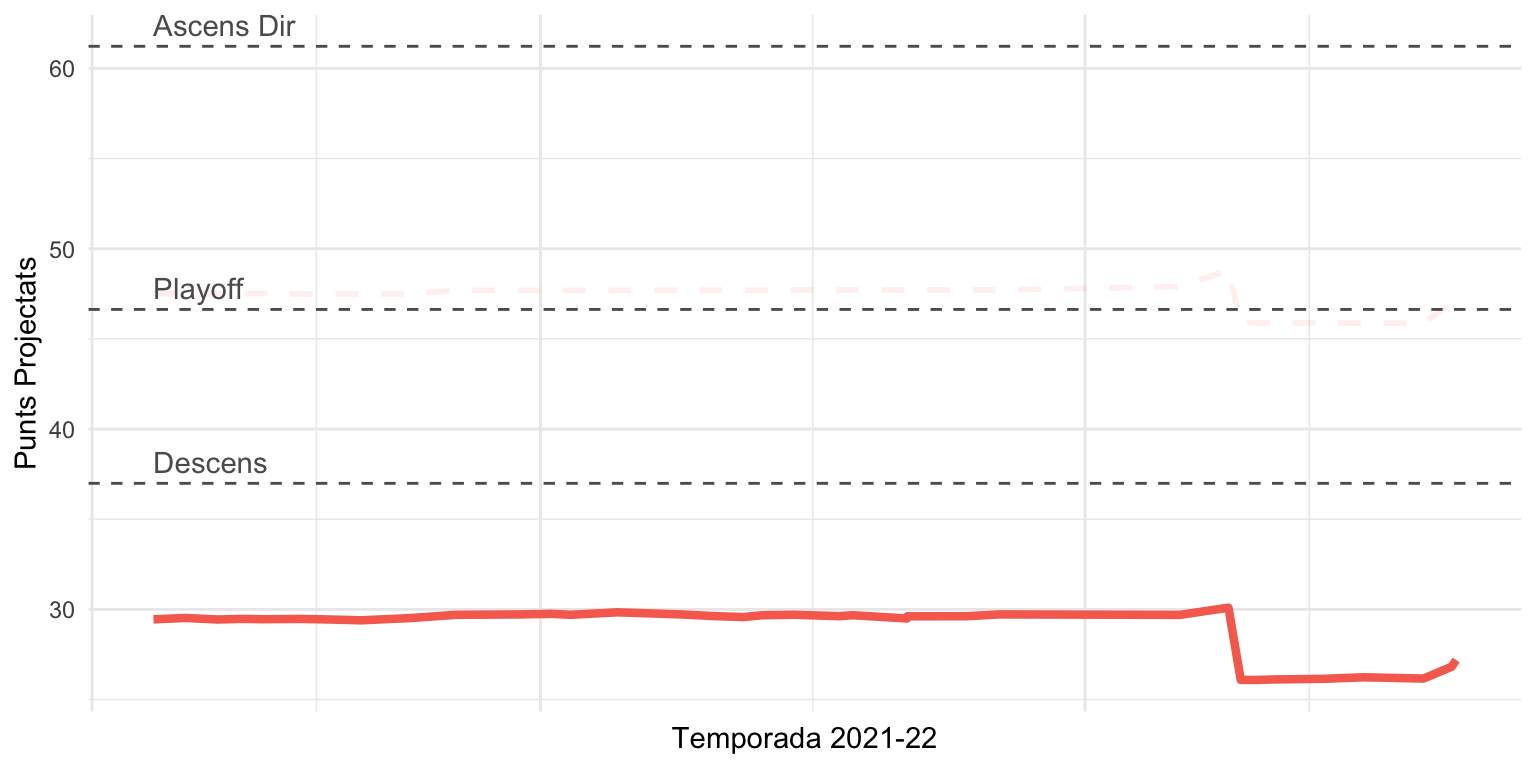 Ascens Dir
60
50
Playoff
40
Descens
30
Punts Projectats
Temporada 2021-22